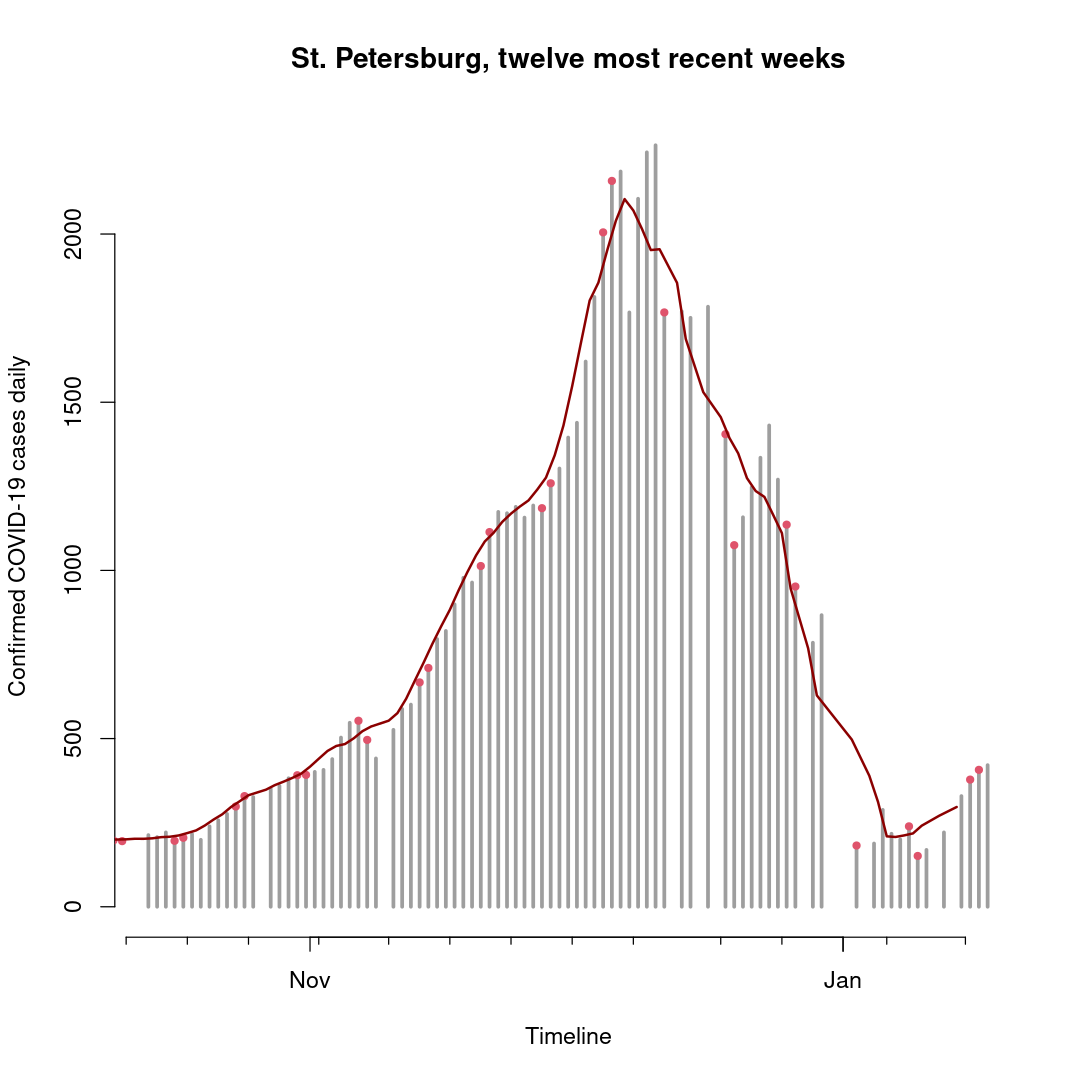 St. Petersburg, twelve most recent weeks
Confirmed COVID-19 cases daily
2000
1500
1000
500
0
Nov
Jan
Timeline